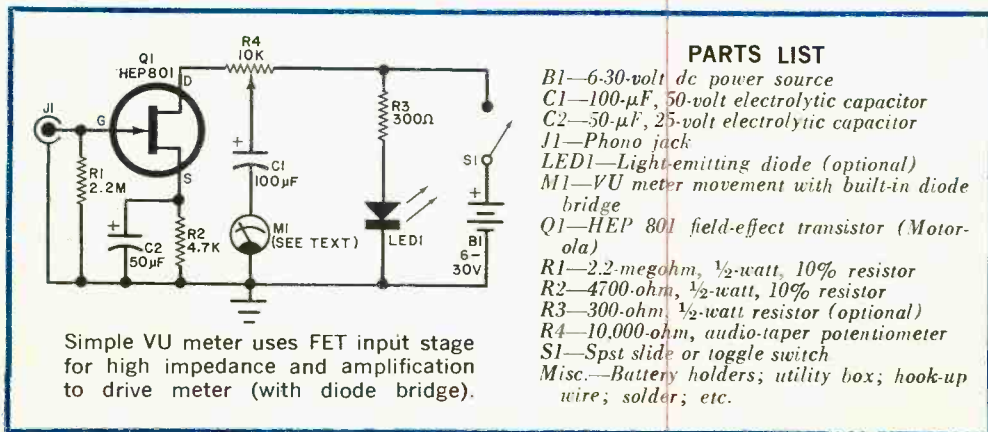 R4
10K
Q1
HEP801
D
J1
G
S
R1
2.2M
+
C2
50µF
R2
4.7K
+
C1
100µF
M1
(SEE TEXT)
R3
300Ω
LED1
S1
+
B1
6-
30V
Simple VU meter uses FET input stage
for high impedance and amplification
to drive meter (with diode bridge).
PARTS LIST
B1—6-30-volt dc power source
C1—100-µF, 50-volt electrolytic capacitor
C2—50-µF, 25-volt electrolytic capacitor
J1—Phono jack
LED1—Light-emitting diode (optional)
M1—VU meter movement with built-in diode
bridge
Q1—HEP 801 field-effect transistor (Motor-
ola)
R1—2.2-megohm, ½-watt, 10% resistor
R2—4700-ohm, ½-watt, 10% resistor
R3—300-ohm, ½-watt resistor (optional)
R4—10,000-ohm, audio-taper potentiometer
S1—Spst slide or toggle switch
Misc.—Battery holders; utility box; hook-up
wire; solder; etc.